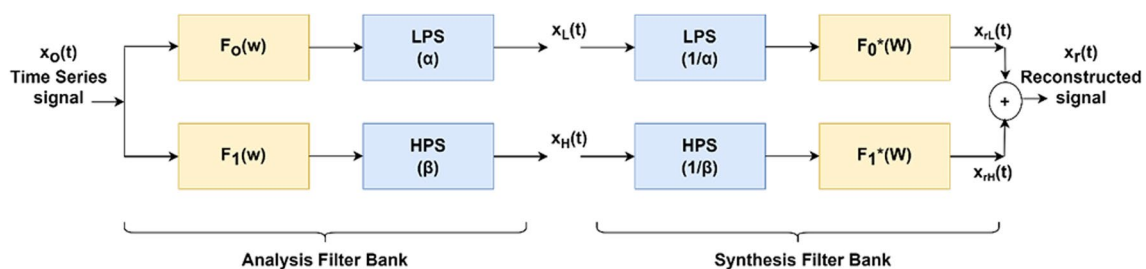 xo(t)
Time Series
signal
Fo(w)
LPS
(α)
xL(t)
LPS
(1/α)
F0*(W)
xrL(t)
xr(t)
Reconstructed
signal
+
F1(w)
HPS
(β)
xH(t)
HPS
(1/β)
F1*(W)
xrH(t)
Analysis Filter Bank
Synthesis Filter Bank